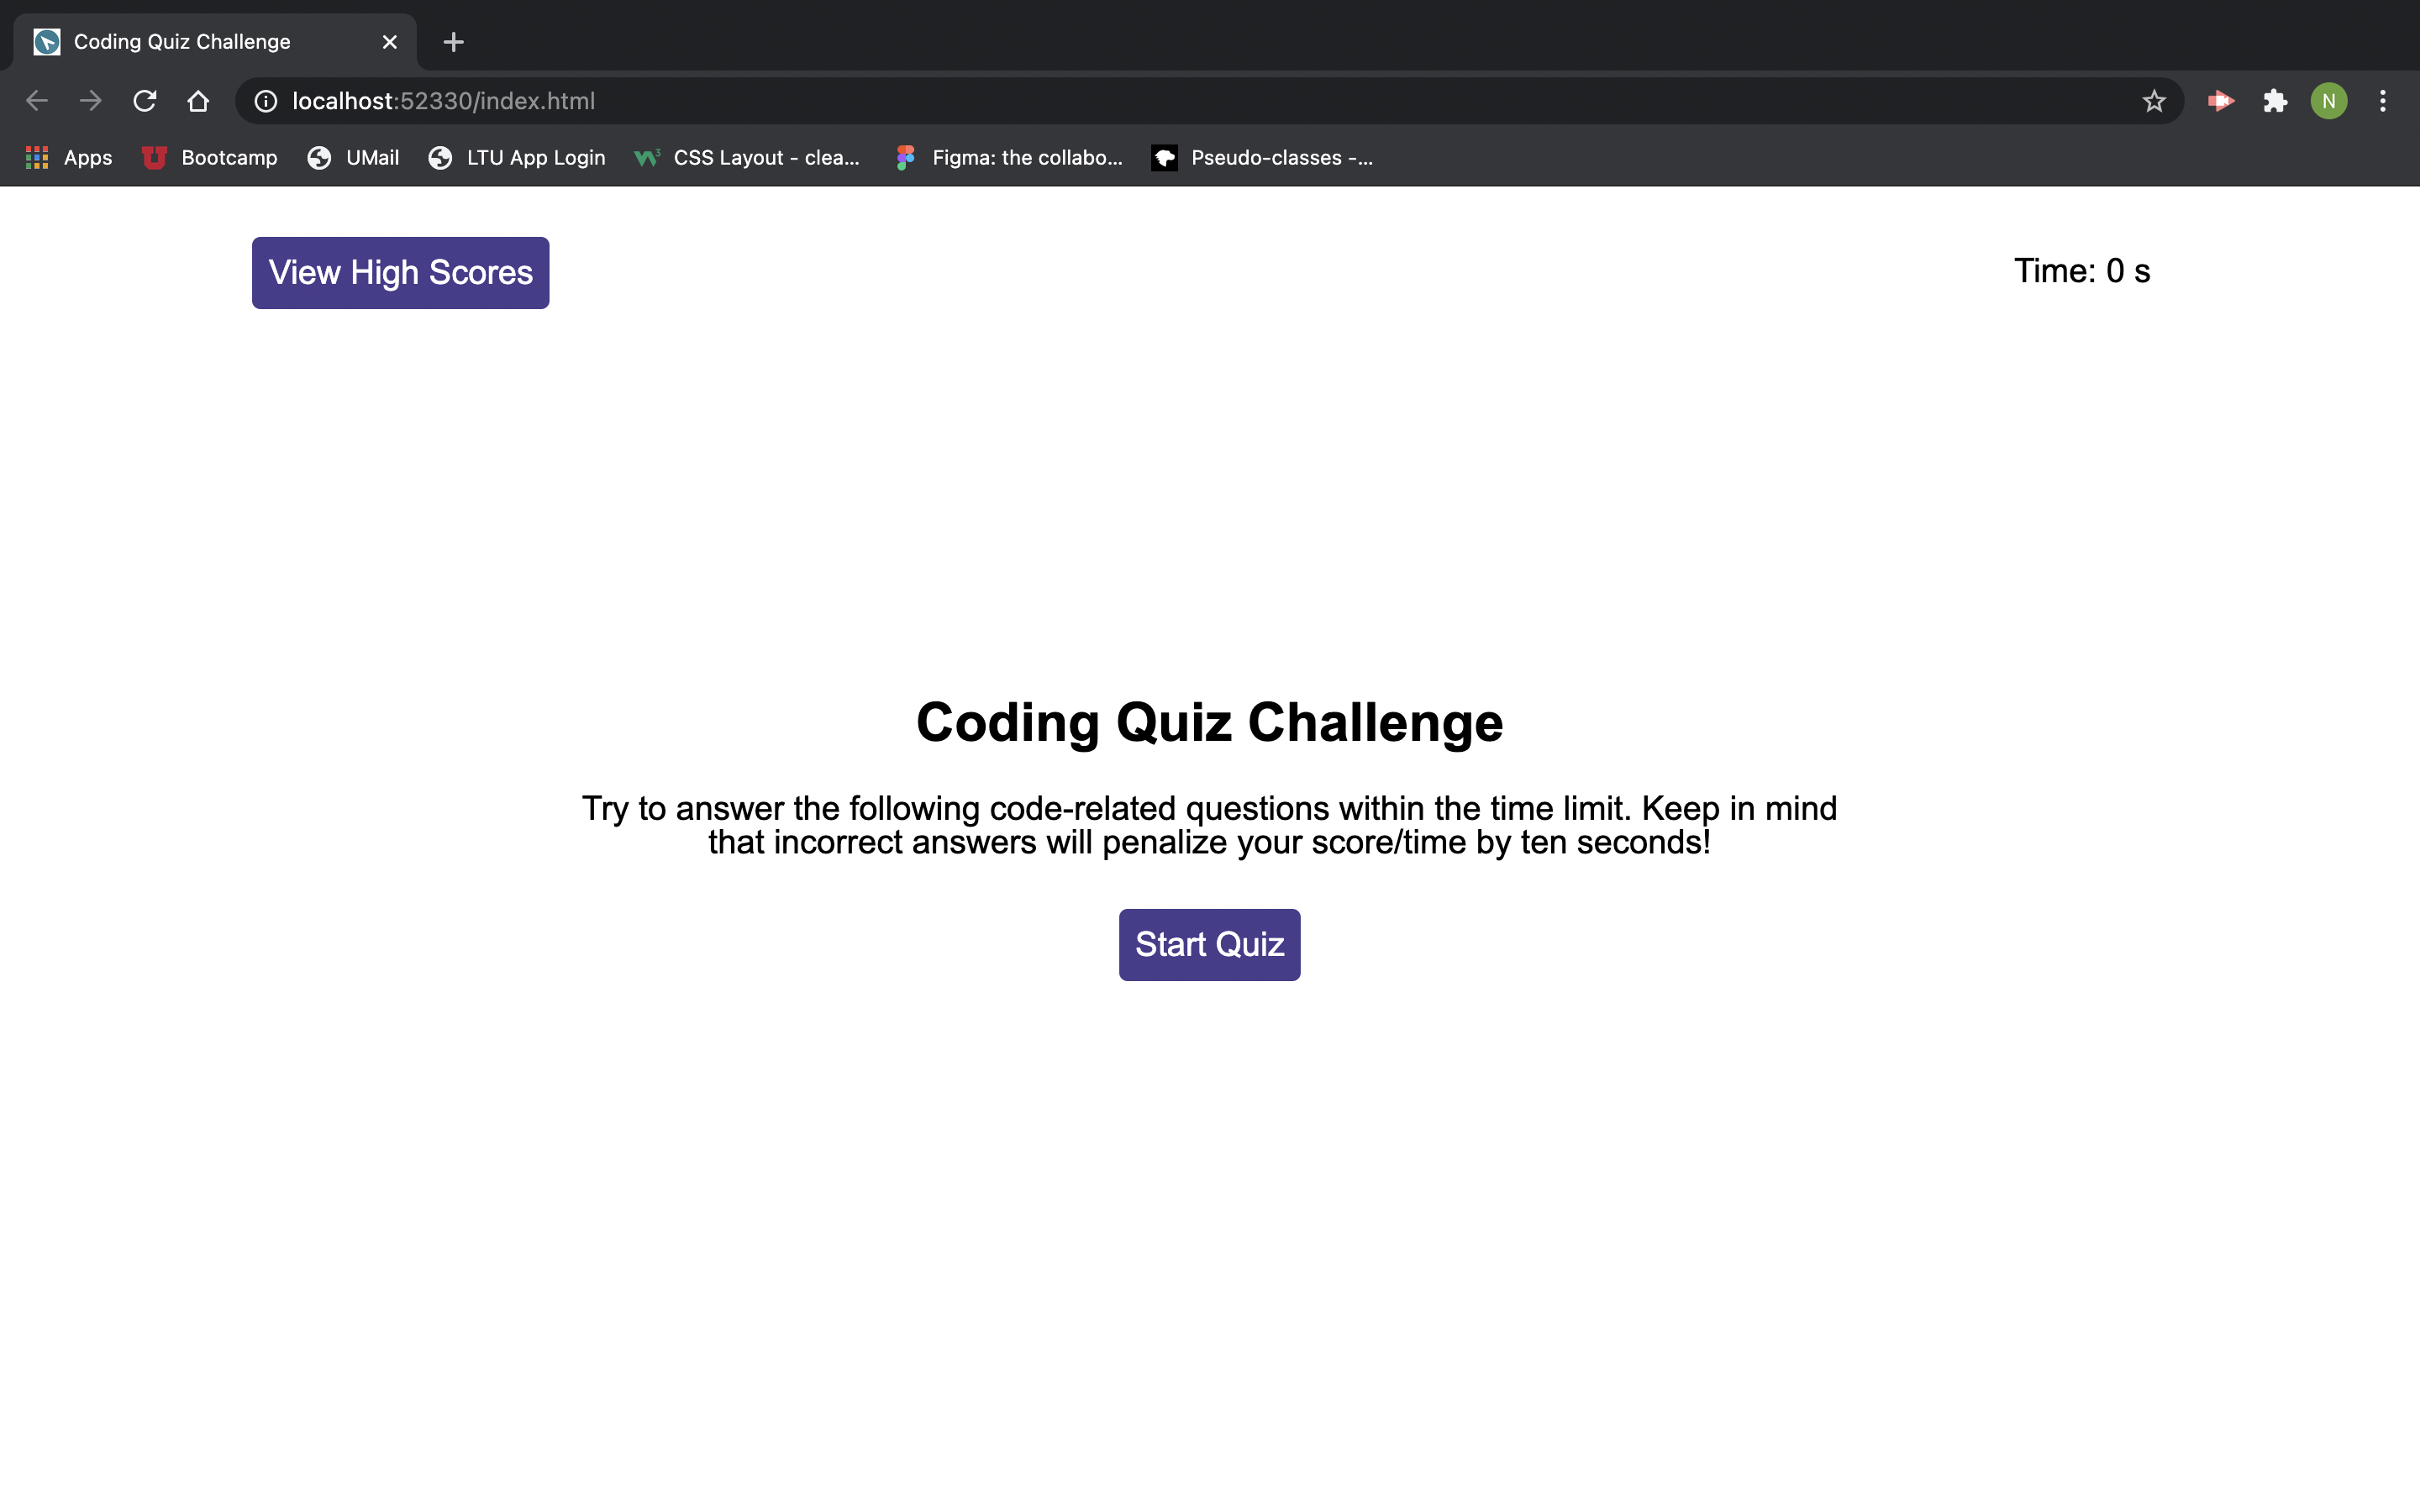 Coding Quiz Challenge
localhost:52330/index.html
N
Apps Bootcamp UMail LTU App Login CSS Layout - clea... Figma: the collabo... Pseudo-classes -...
View High Scores Time: 0 s
Coding Quiz Challenge
Try to answer the following code-related questions within the time limit. Keep in mind
that incorrect answers will penalize your score/time by ten seconds!
Start Quiz